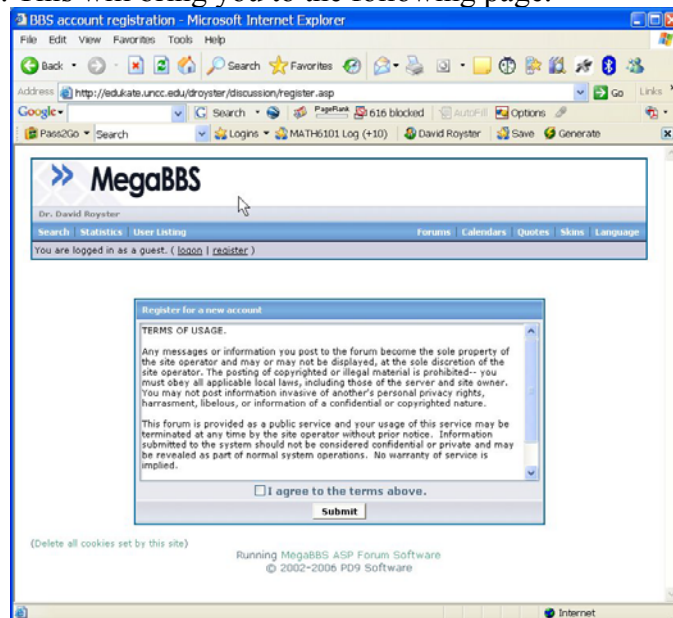 . This will bring you to the following page.
BBS account registration - Microsoft Internet Explorer
File Edit View Favorites Tools Help
Back Search Favorites
Address http://edukate.uncc.edu/droyster/discussion/register.asp Go Links
Google Search PageRank 616 blocked AutoFill Options
Pass2Go Search Logins MATH6101 Log (+10) David Royster Save Generate
MegaBBS
Dr. David Royster
Search Statistics User Listing Forums Calendars Quotes Skins Language
You are logged in as a guest. ( logon | register )
Register for a new account
TERMS OF USAGE.
Any messages or information you post to the forum become the sole property of
the site operator and may or may not be displayed, at the sole discretion of the
site operator. The posting of copyrighted or illegal material is prohibited-- you
must obey all applicable local laws, including those of the server and site owner.
You may not post information invasive of another's personal privacy rights,
harrasment, libelous, or information of a confidential or copyrighted nature.
This forum is provided as a public service and your usage of this service may be
terminated at any time by the site operator without prior notice. Information
submitted to the system should not be considered confidential or private and may
be revealed as part of normal system operations. No warranty of service is
implied.
I agree to the terms above.
Submit
(Delete all cookies set by this site)
Running MegaBBS ASP Forum Software
© 2002-2006 PD9 Software
Internet